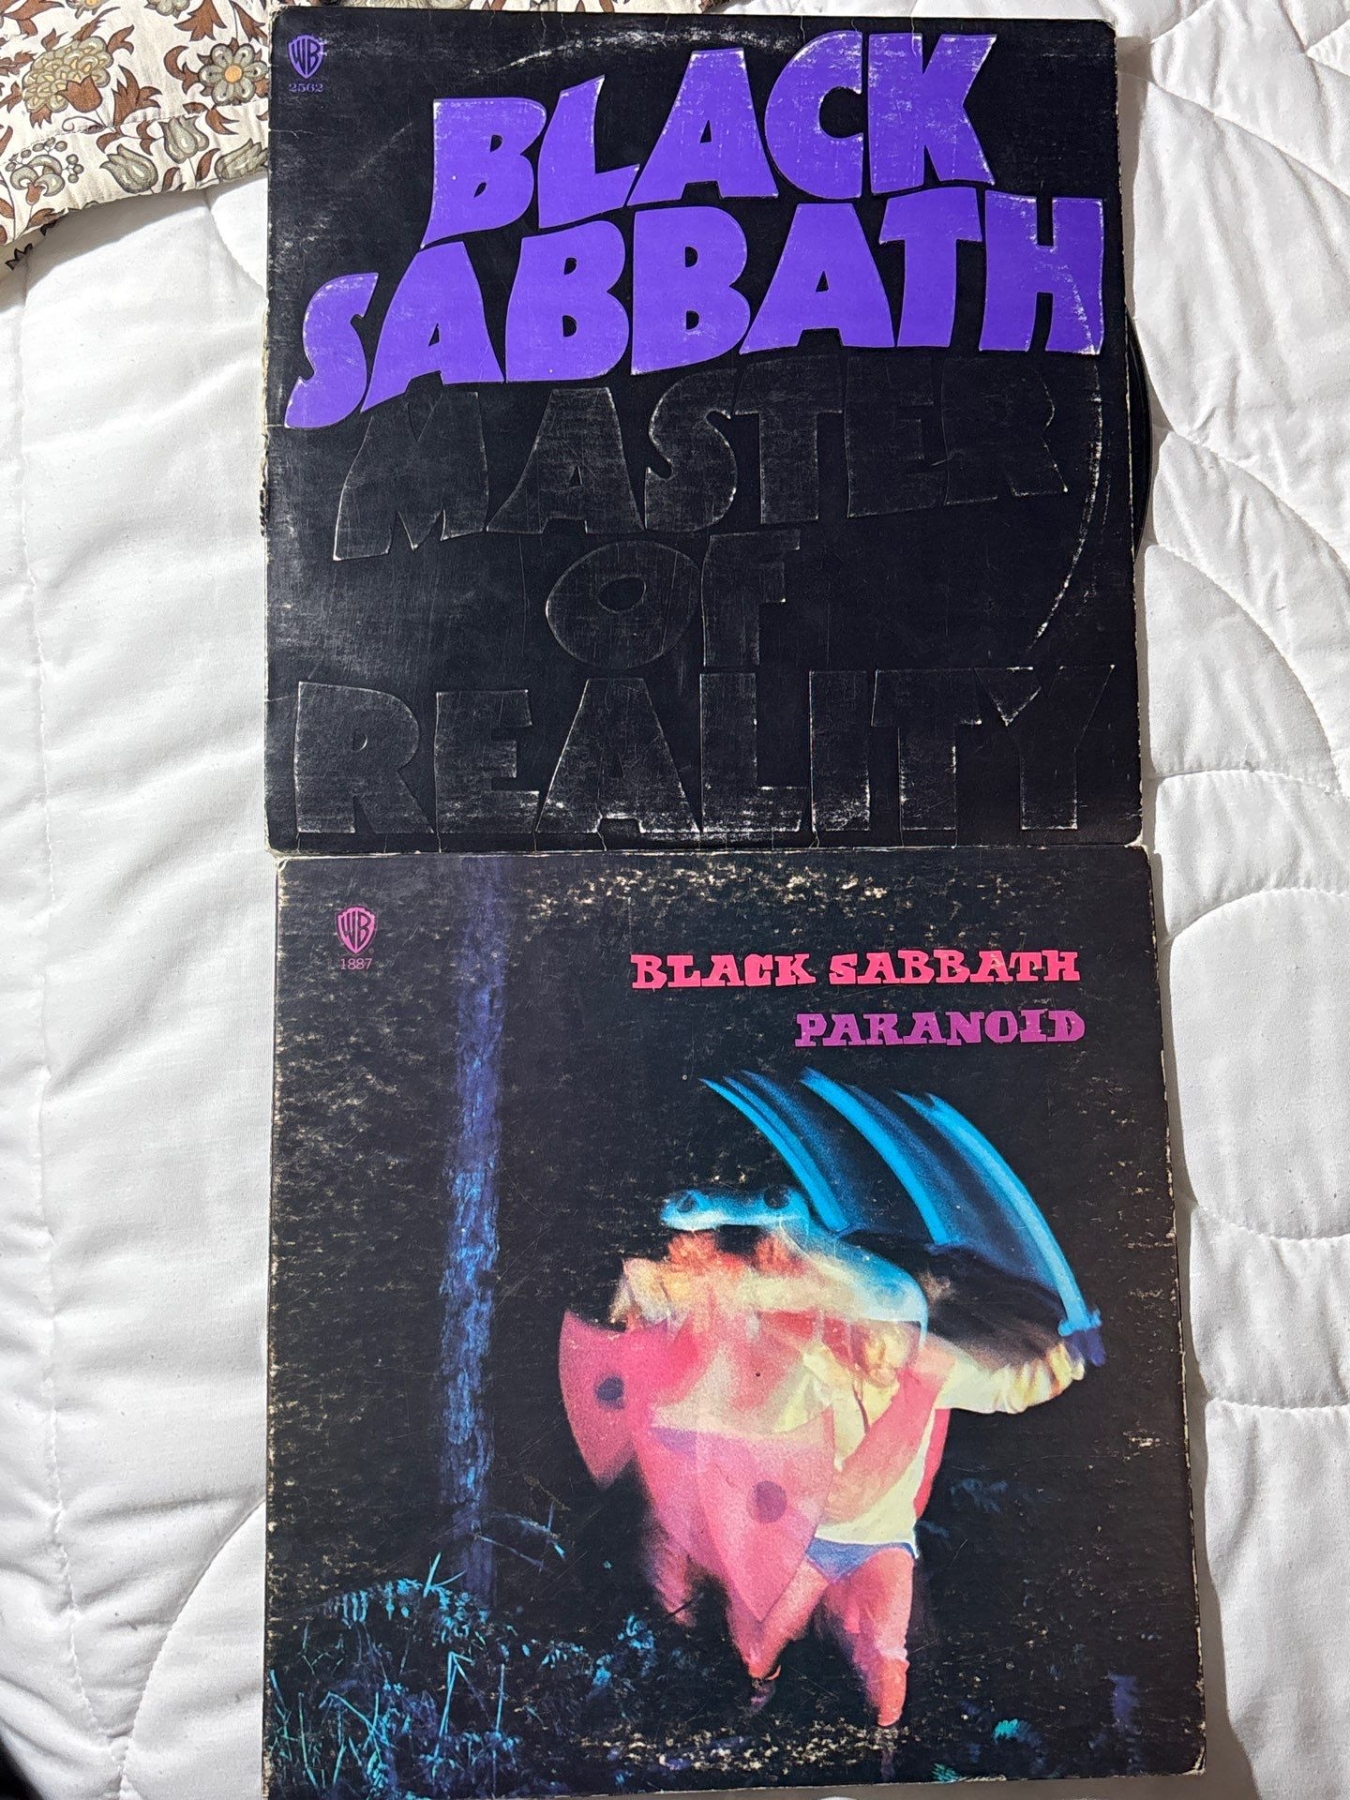 WB
2562
BLACK
SABBATH
MASTER
OF
REALITY
WB
1887
BLACK SABBATH
PARANOID